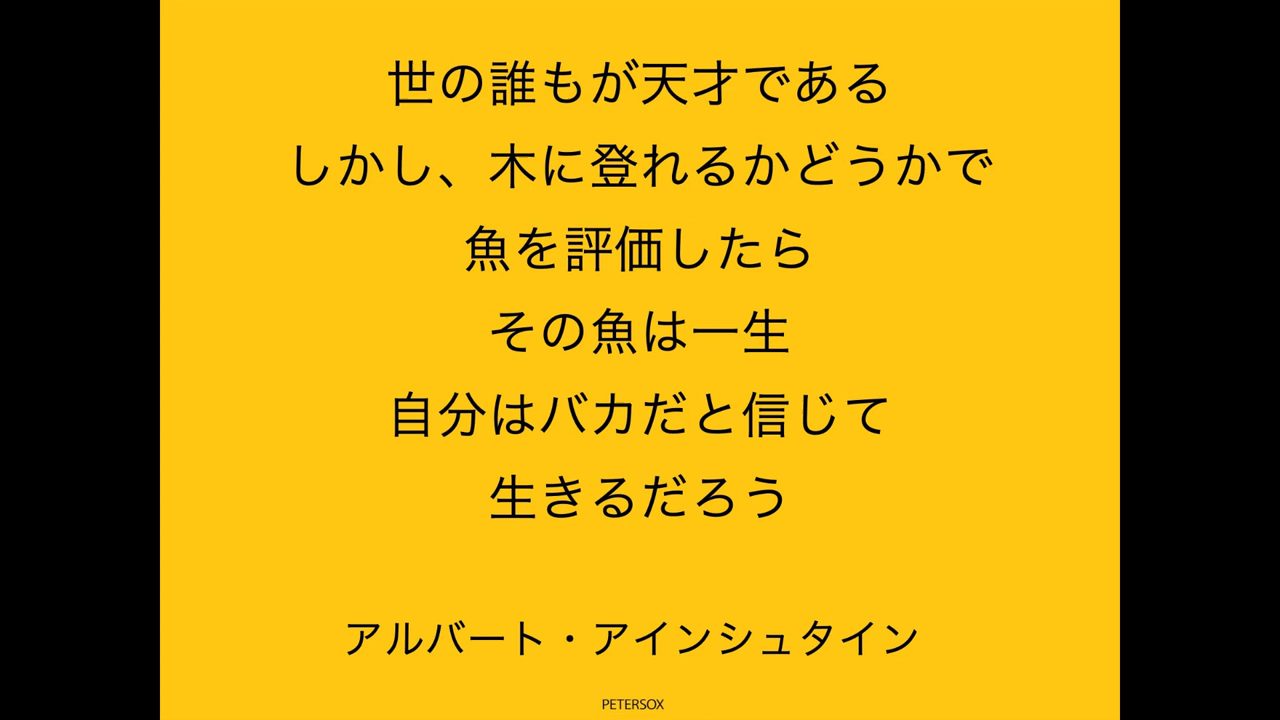 世の誰もが天才である
しかし、木に登れるかどうかで
魚を評価したら
その魚は一生
自分はバカだと信じて
生きるだろう
アルバート・アインシュタイン
PETERSOX